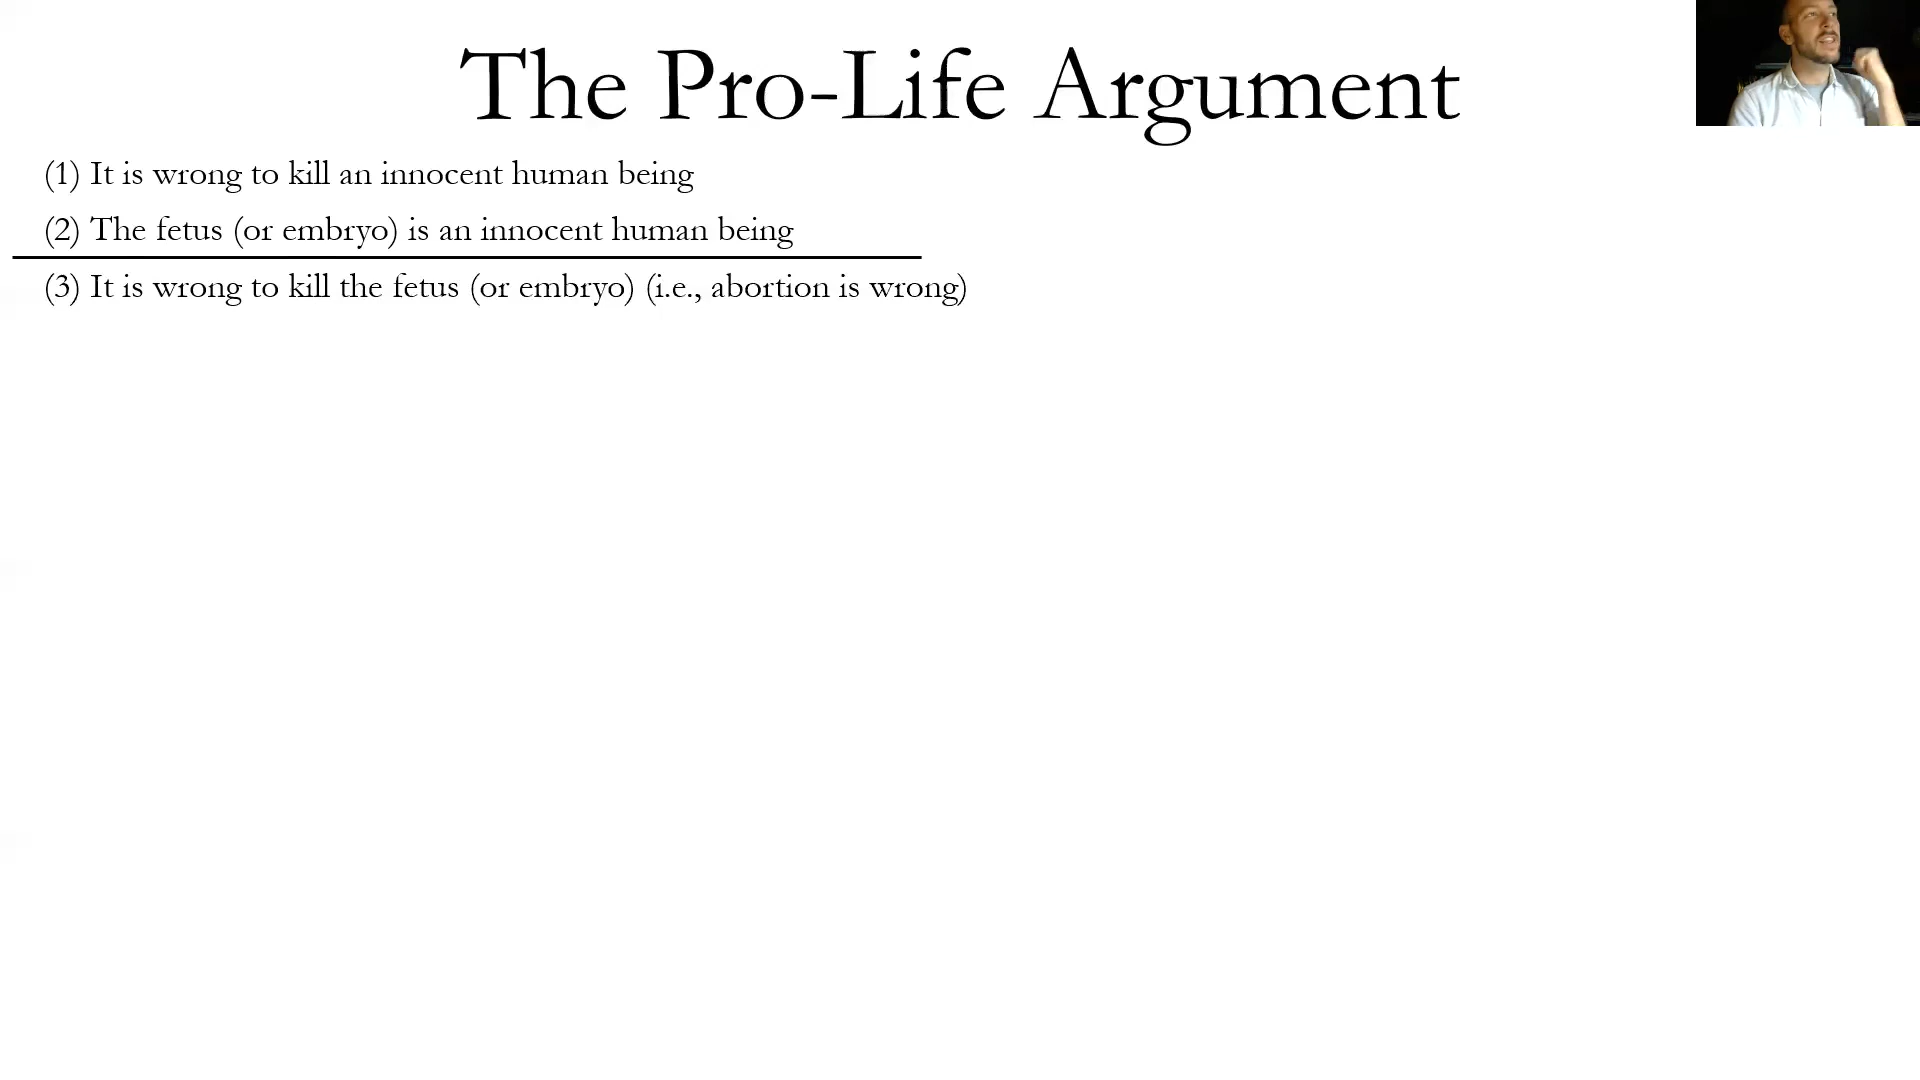 The Pro-Life Argument
(1) It is wrong to kill an innocent human being
(2) The fetus (or embryo) is an innocent human being
(3) It is wrong to kill the fetus (or embryo) (i.e., abortion is wrong)